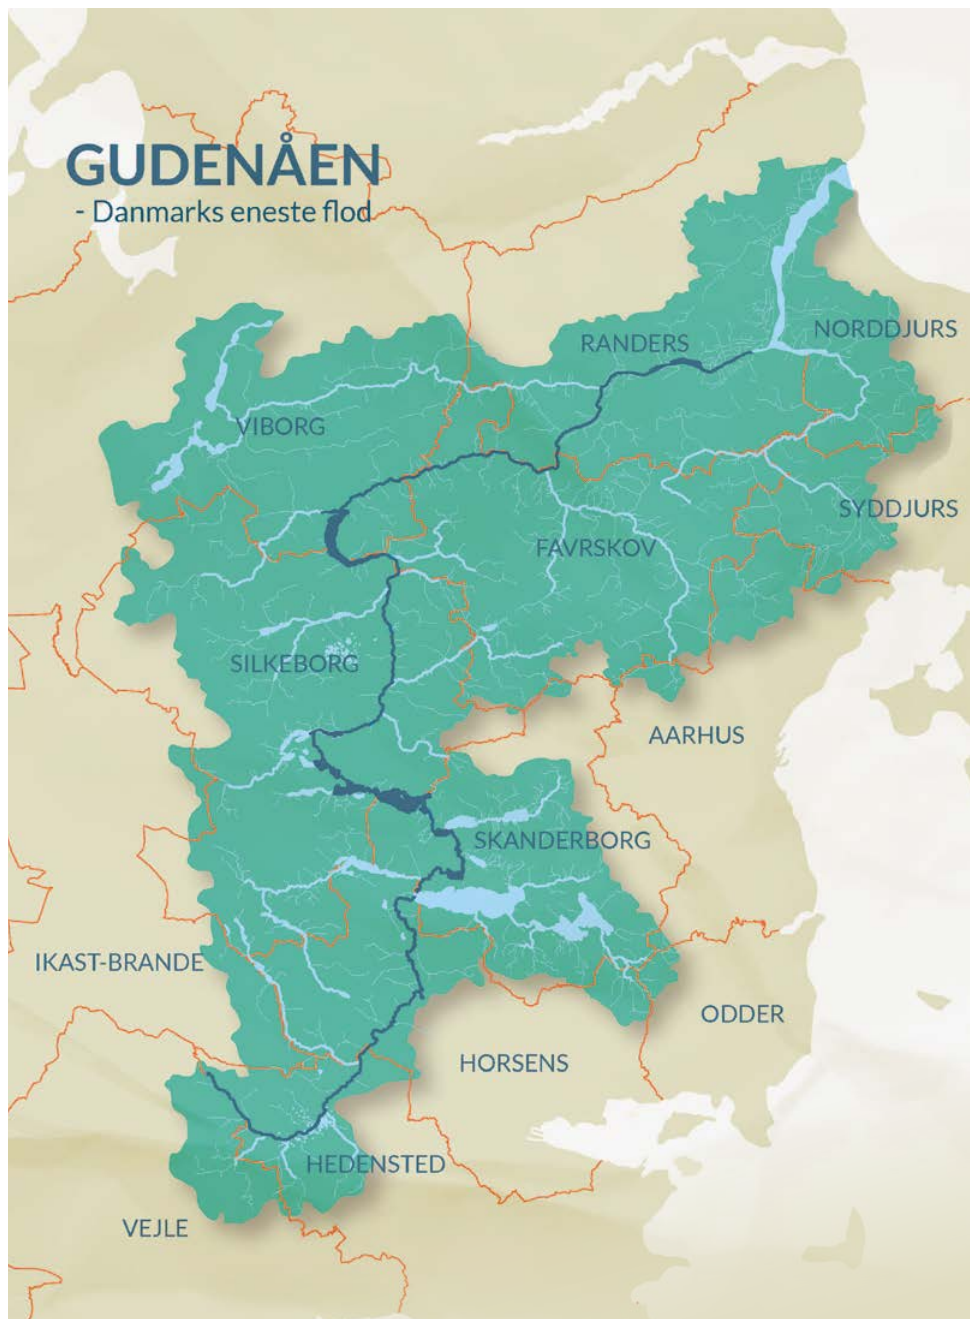 GUDENÅEN
- Danmarks eneste flod
NORDDJURS
RANDERS
VIBORG
SYDDJURS
FAVRSKOV
SILKEBORG
AARHUS
SKANDERBORG
IKAST-BRANDE
ODDER
HORSENS
HEDENSTED
VEJLE